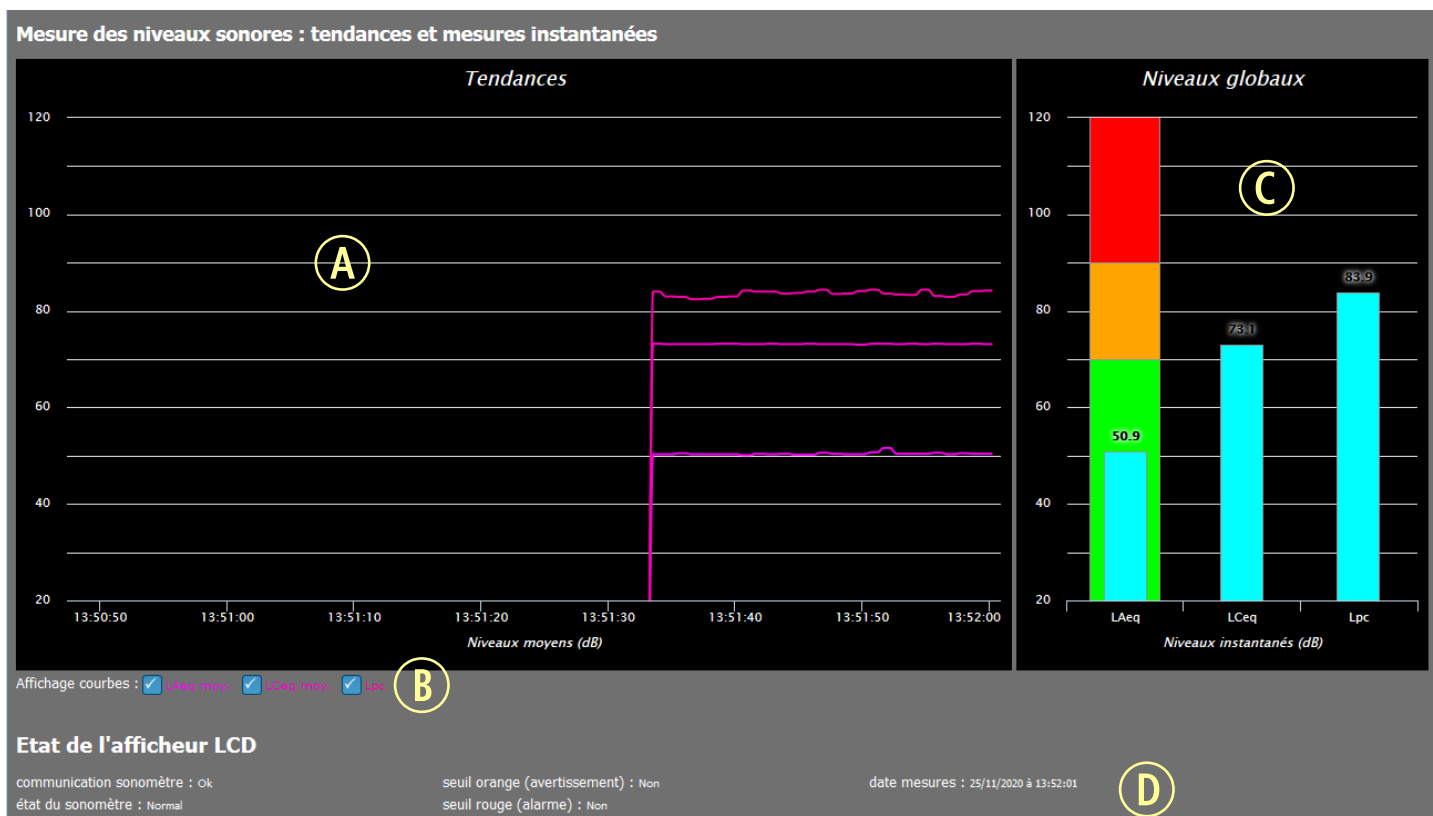 Mesure des niveaux sonores : tendances et mesures instantanées
Tendances
120
100
80
60
40
20
A
13:50:50 13:51:00 13:51:10 13:51:20 13:51:30 13:51:40 13:51:50 13:52:00
Niveaux moyens (dB)
Niveaux globaux
120
100
80
60
40
20
C
50.9 73.1 83.9
LAeq LCeq Lpc
Niveaux instantanés (dB)
Affichage courbes : LAeq moy. LCeq moy. Lpc
B
Etat de l'afficheur LCD
communication sonomètre : Ok seuil orange (avertissement) : Non date mesures : 25/11/2020 à 13:52:01
état du sonomètre : Normal seuil rouge (alarme) : Non
D